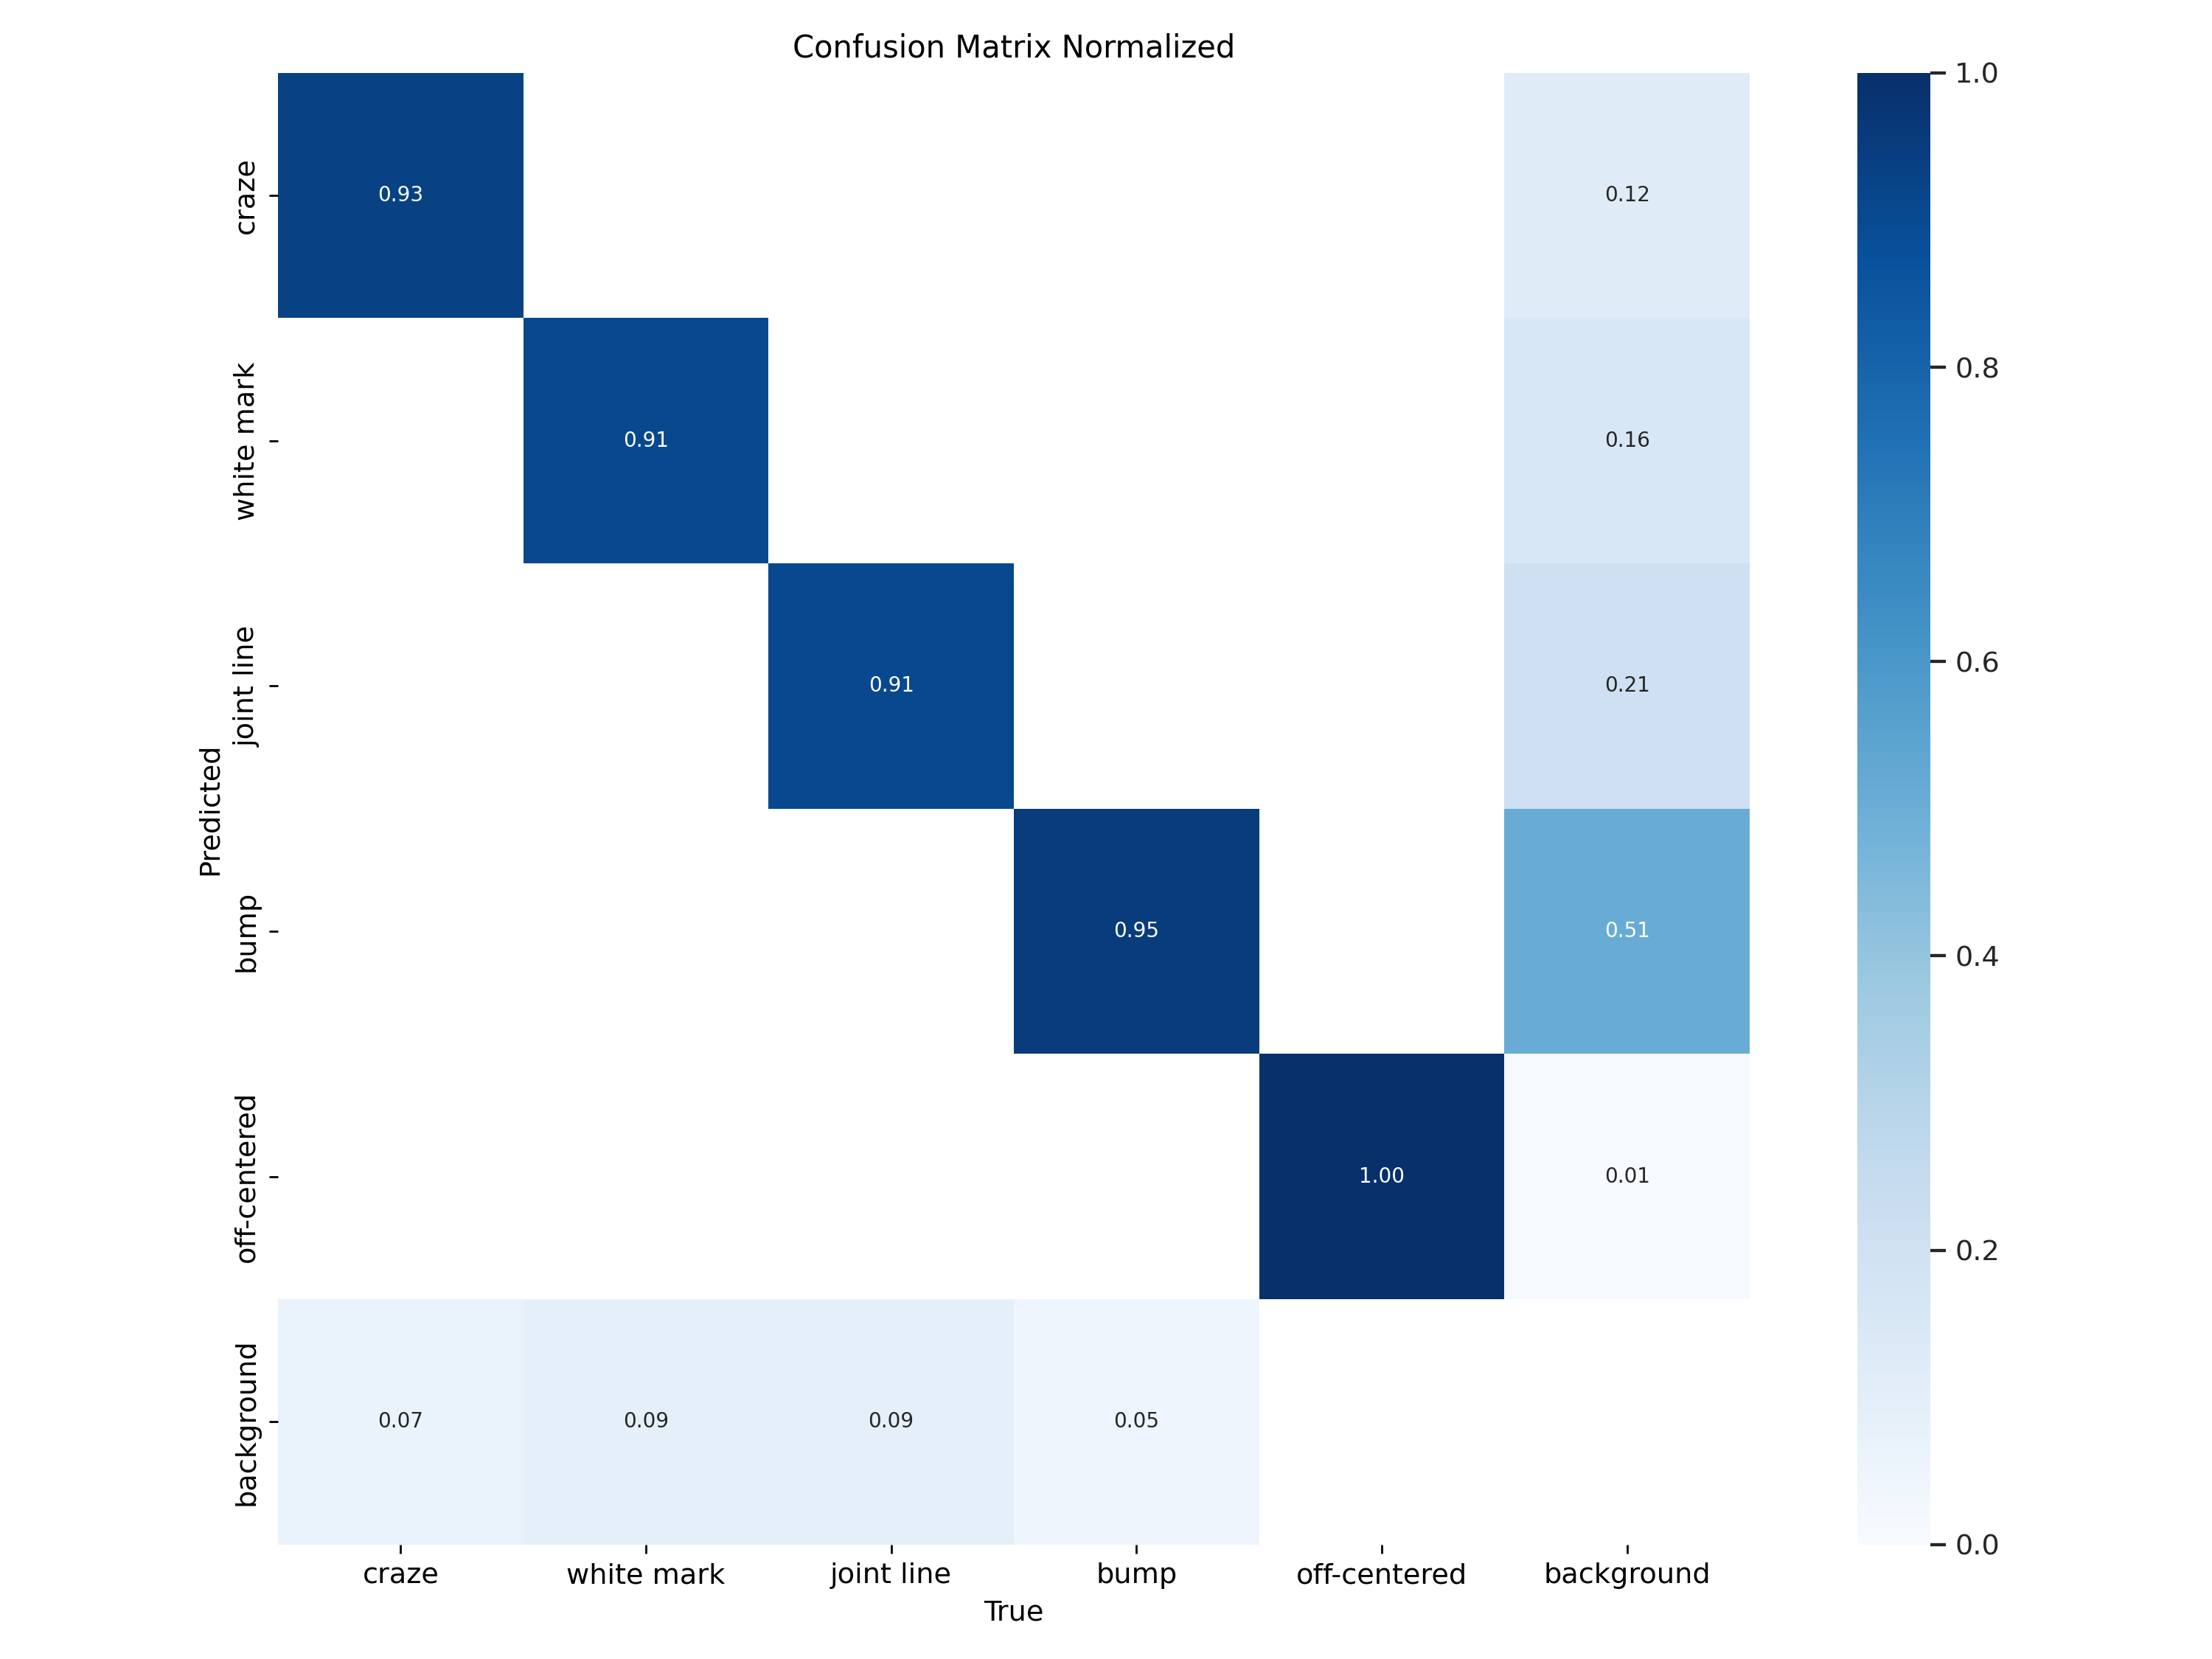 Confusion Matrix Normalized
1.0
craze
0.93
0.12
0.8
white mark
0.91
0.16
0.6
joint line
0.91
0.21
Predicted
0.4
bump
0.95
0.51
off-centered
1.00
0.01
0.2
background
0.07
0.09
0.09
0.05
0.0
craze
white mark
joint line
bump
off-centered
background
True